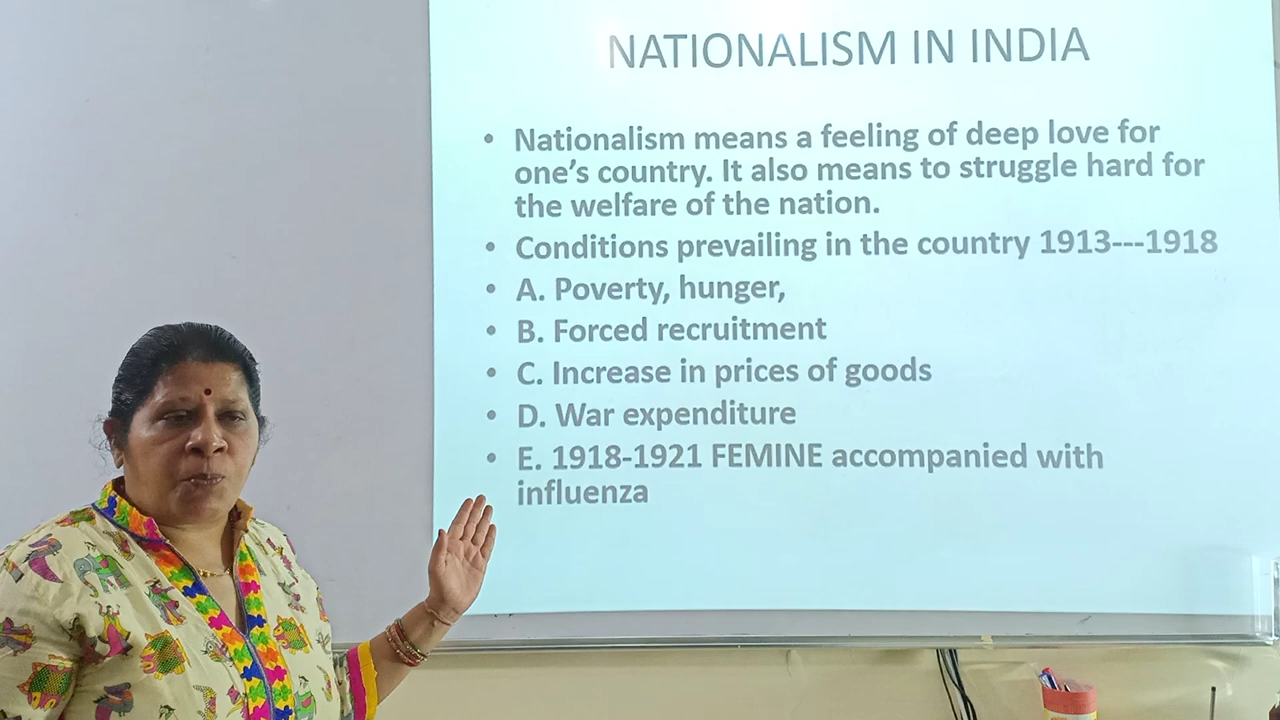 NATIONALISM IN INDIA
• Nationalism means a feeling of deep love for
one's country. It also means to struggle hard for
the welfare of the nation.
• Conditions prevailing in the country 1913---1918
• A. Poverty, hunger,
• B. Forced recruitment
• C. Increase in prices of goods
• D. War expenditure
• E. 1918-1921 FEMINE accompanied with
influenza